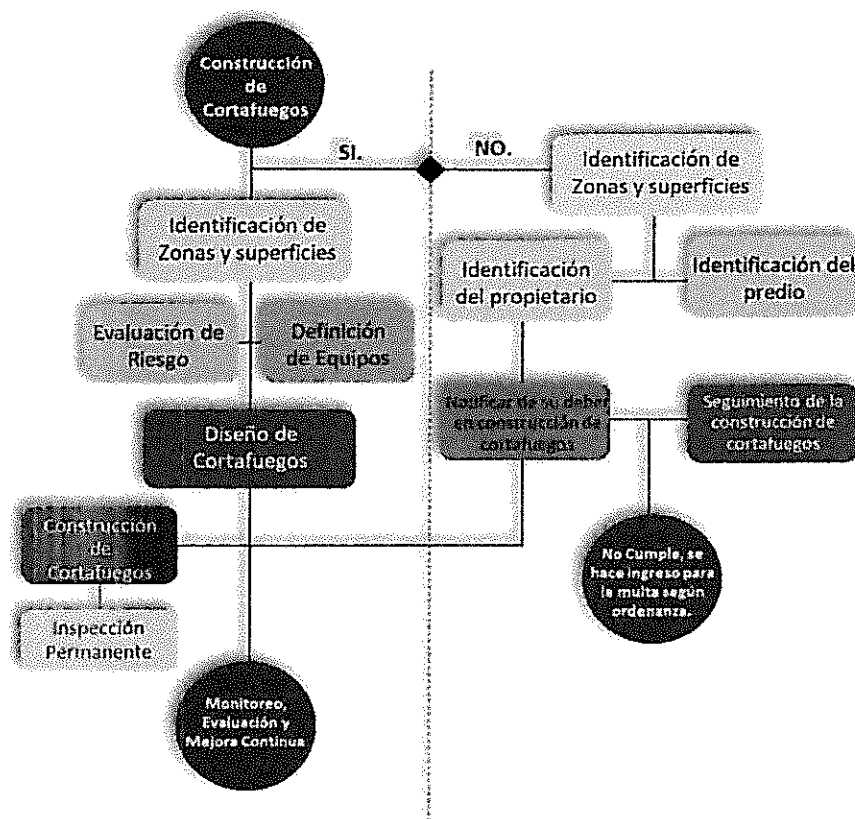 Construcción
de
Cortafuegos
SI.
NO.
Identificación de
Zonas y superficies
Identificación de
Zonas y superficies
Identificación
del propietario
Identificación del
predio
Evaluación de
Riesgo
Definición
de Equipos
Notificar de su deber
en construcción de
cortafuegos
Seguimiento de la
construcción de
cortafuegos
Diseño de
Cortafuegos
Construcción
de
Cortafuegos
No Cumple, se
hace ingreso para
la multa según
ordenanza.
Inspección
Permanente
Monitoreo,
Evaluación y
Mejora Continua